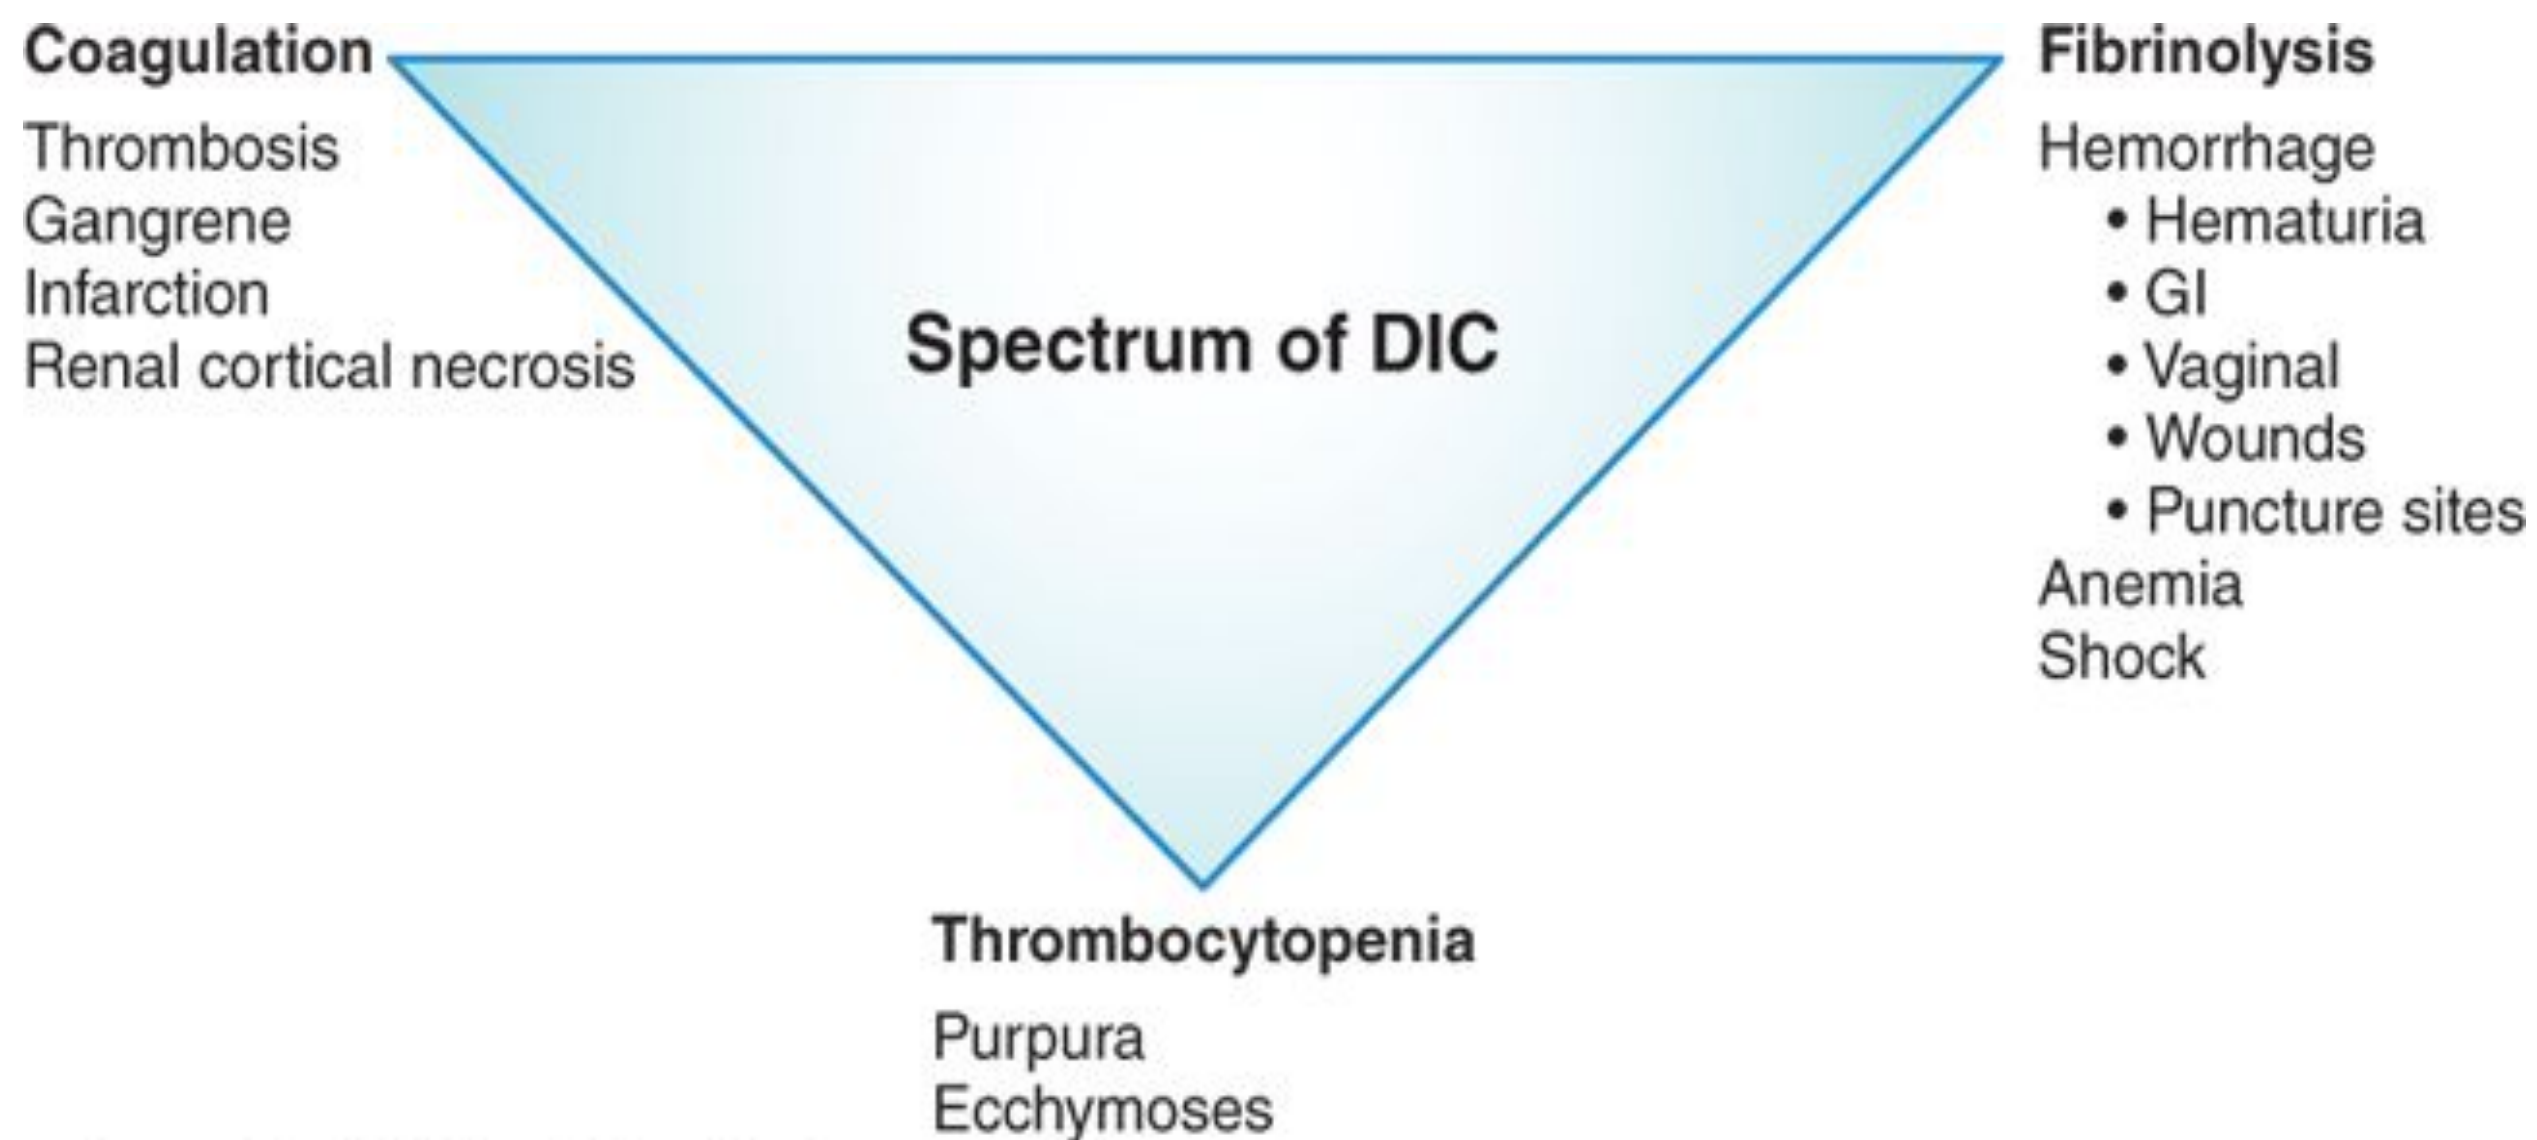 Coagulation
Thrombosis
Gangrene
Infarction
Renal cortical necrosis
Spectrum of DIC
Fibrinolysis
Hemorrhage
• Hematuria
• GI
• Vaginal
• Wounds
• Puncture sites
Anemia
Shock
Thrombocytopenia
Purpura
Ecchymoses